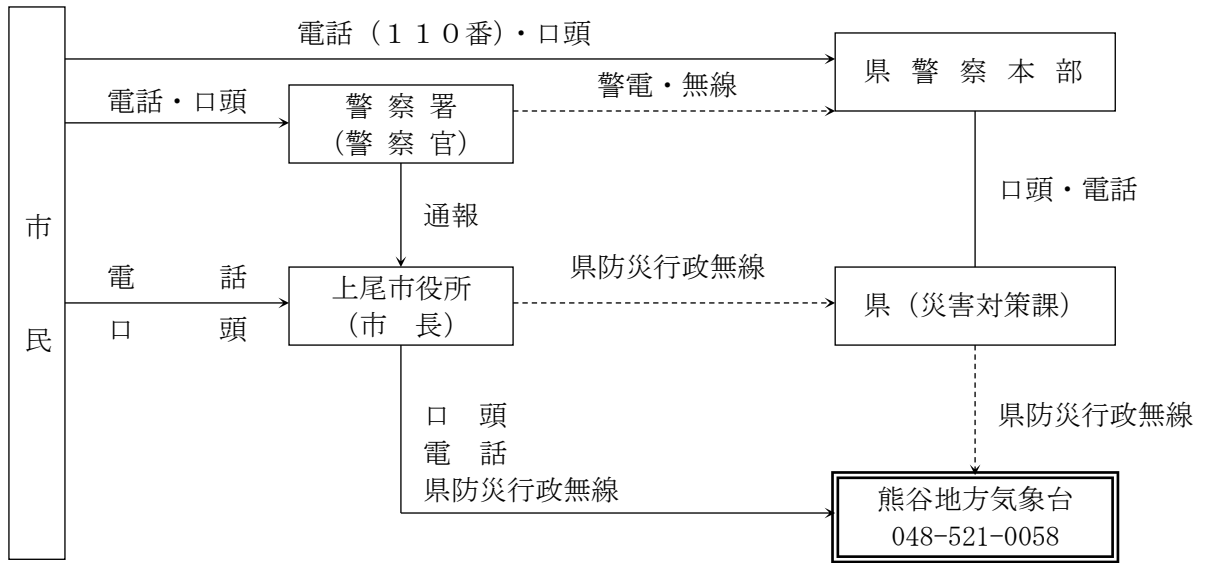 電話（１１０番）・口頭
県警察本部
警電・無線
電話・口頭
警察署
（警察官）
口頭・電話
通報
市民
電話
口頭
上尾市役所
（市　長）
県防災行政無線
県（災害対策課）
口　頭
電　話
県防災行政無線
県防災行政無線
熊谷地方気象台
048-521-0058